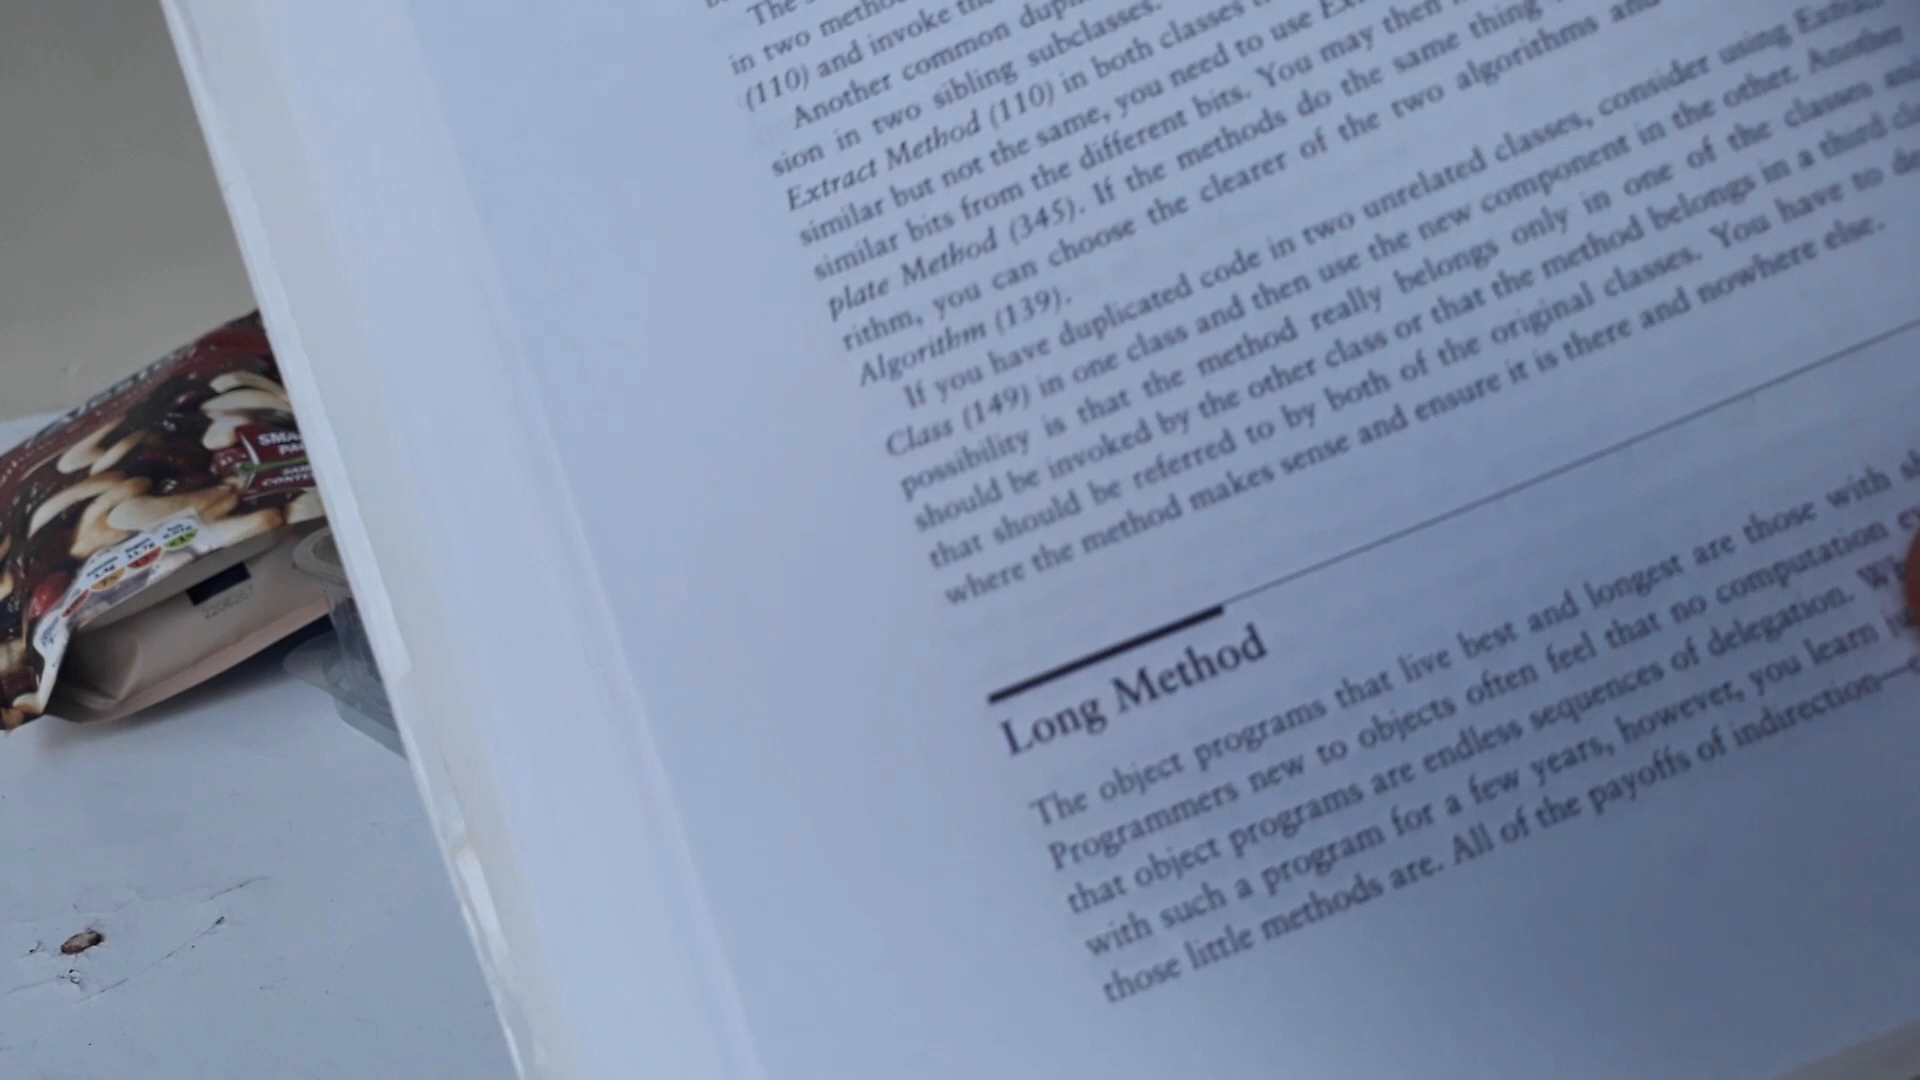 The
in two
(110) and invoke
Another common
sion in two sibling subclasses.
Extract Method (110) in both classes
similar but not the same, you need to use
similar bits from the different bits. You may then
plate Method (345). If the methods do the same thing
rithm, you can choose the clearer of the two algorithms and
Algorithm (139).
If you have duplicated code in two unrelated classes, consider using Extract
Class (149) in one class and then use the new component in the other. Another
possibility is that the method really belongs only in one of the classes and
should be invoked by the other class or that the method belongs in a third
that should be referred to by both of the original classes. You have to
where the method makes sense and ensure it is there and nowhere else.
Long Method
The object programs that live best and longest are those with
Programmers new to objects often feel that no computation
that object programs are endless sequences of delegation.
with such a program for a few years, however, you learn
those little methods are. All of the payoffs of indirection—